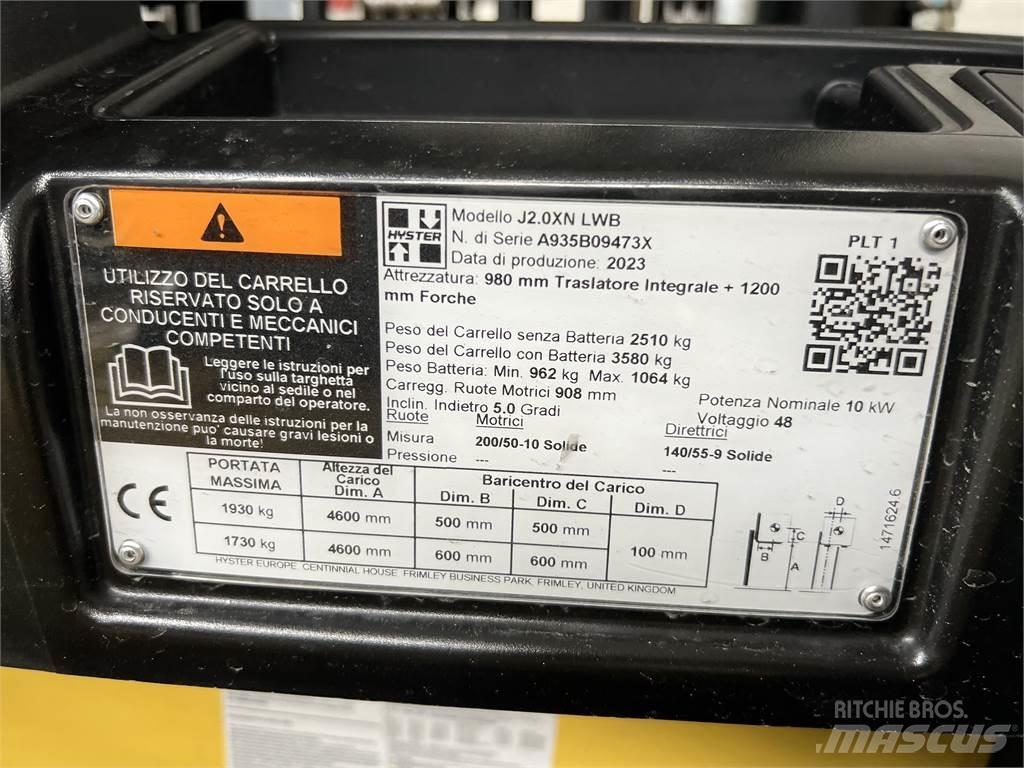 UTILIZZO DEL CARRELLO
RISERVATO SOLO A
CONDUCENTI E MECCANICI
COMPETENTI
Leggere le istruzioni per
l'uso sulla targhetta
vicino al sedile o nel
comparto del operatore.
La non osservanza delle istruzioni per la
manutenzione puo' causare gravi lesioni o
la morte!
HYSTER
Modello J2.0XN LWB
N. di Serie A935B09473X
Data di produzione: 2023
PLT 1
Attrezzatura: 980 mm Traslatore Integrale + 1200
mm Forche
Peso del Carrello senza Batteria 2510 kg
Peso del Carrello con Batteria 3580 kg
Peso Batteria: Min. 962 kg Max. 1064 kg
Carregg. Ruote Motrici 908 mm
Potenza Nominale 10 kW
Inclin. Indietro 5.0 Gradi
Voltaggio 48
Ruote Motrici Direttrici
Misura 200/50-10 Solide 140/55-9 Solide
Pressione --- ---
CE
PORTATA MASSIMA Altezza del Carico Dim. A Baricentro del Carico
Dim. B Dim. C Dim. D
1930 kg 4600 mm 500 mm 500 mm
100 mm
1730 kg 4600 mm 600 mm 600 mm
HYSTER EUROPE CENTINNIAL HOUSE FRIMLEY BUSINESS PARK, FRIMLEY, UNITED KINGDOM
D
C
B
A
1471624.6
RITCHIE BROS.
MASCUS